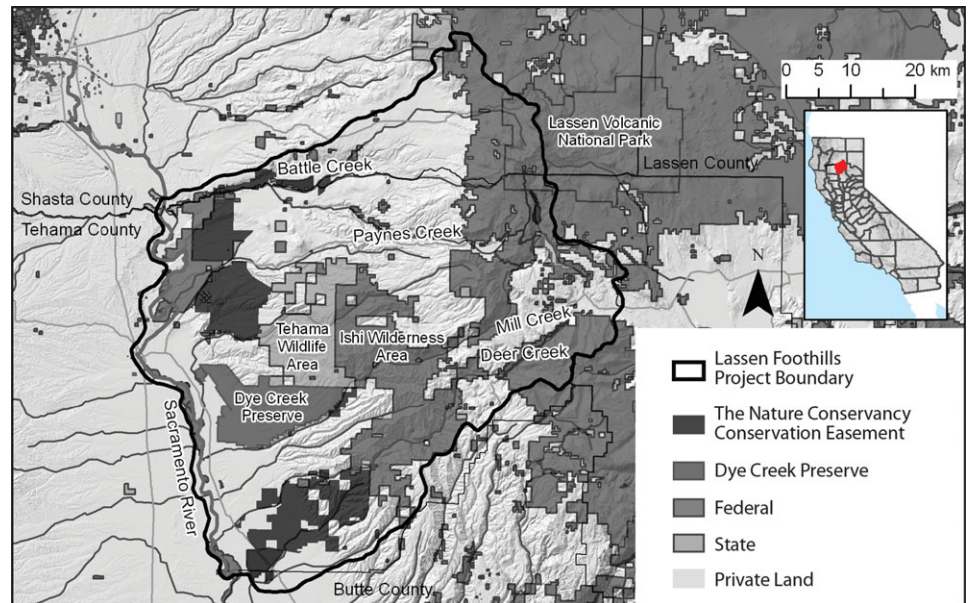 0 5 10 20 km
Lassen Volcanic
National Park
Lassen County
Battle Creek
Shasta County
Tehama County
Paynes Creek
N
Mill Creek
Tehama
Wildlife
Area
Ishi Wilderness
Area
Deer Creek
Dye Creek
Preserve
Sacramento River
Butte County
Lassen Foothills
Project Boundary
The Nature Conservancy
Conservation Easement
Dye Creek Preserve
Federal
State
Private Land